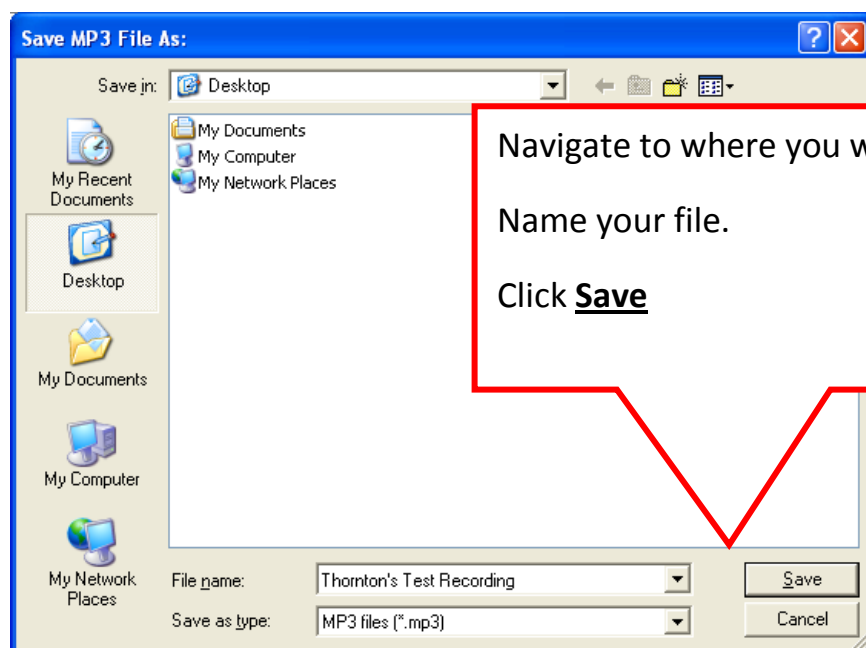 Save MP3 File As:
Save in: Desktop
My Documents
My Computer
My Network Places
My Recent
Documents
Desktop
My Documents
My Computer
My Network
Places
Navigate to where you
Name your file.
Click Save
File name: Thornton's Test Recording
Save as type: MP3 files (*.mp3)
Save
Cancel